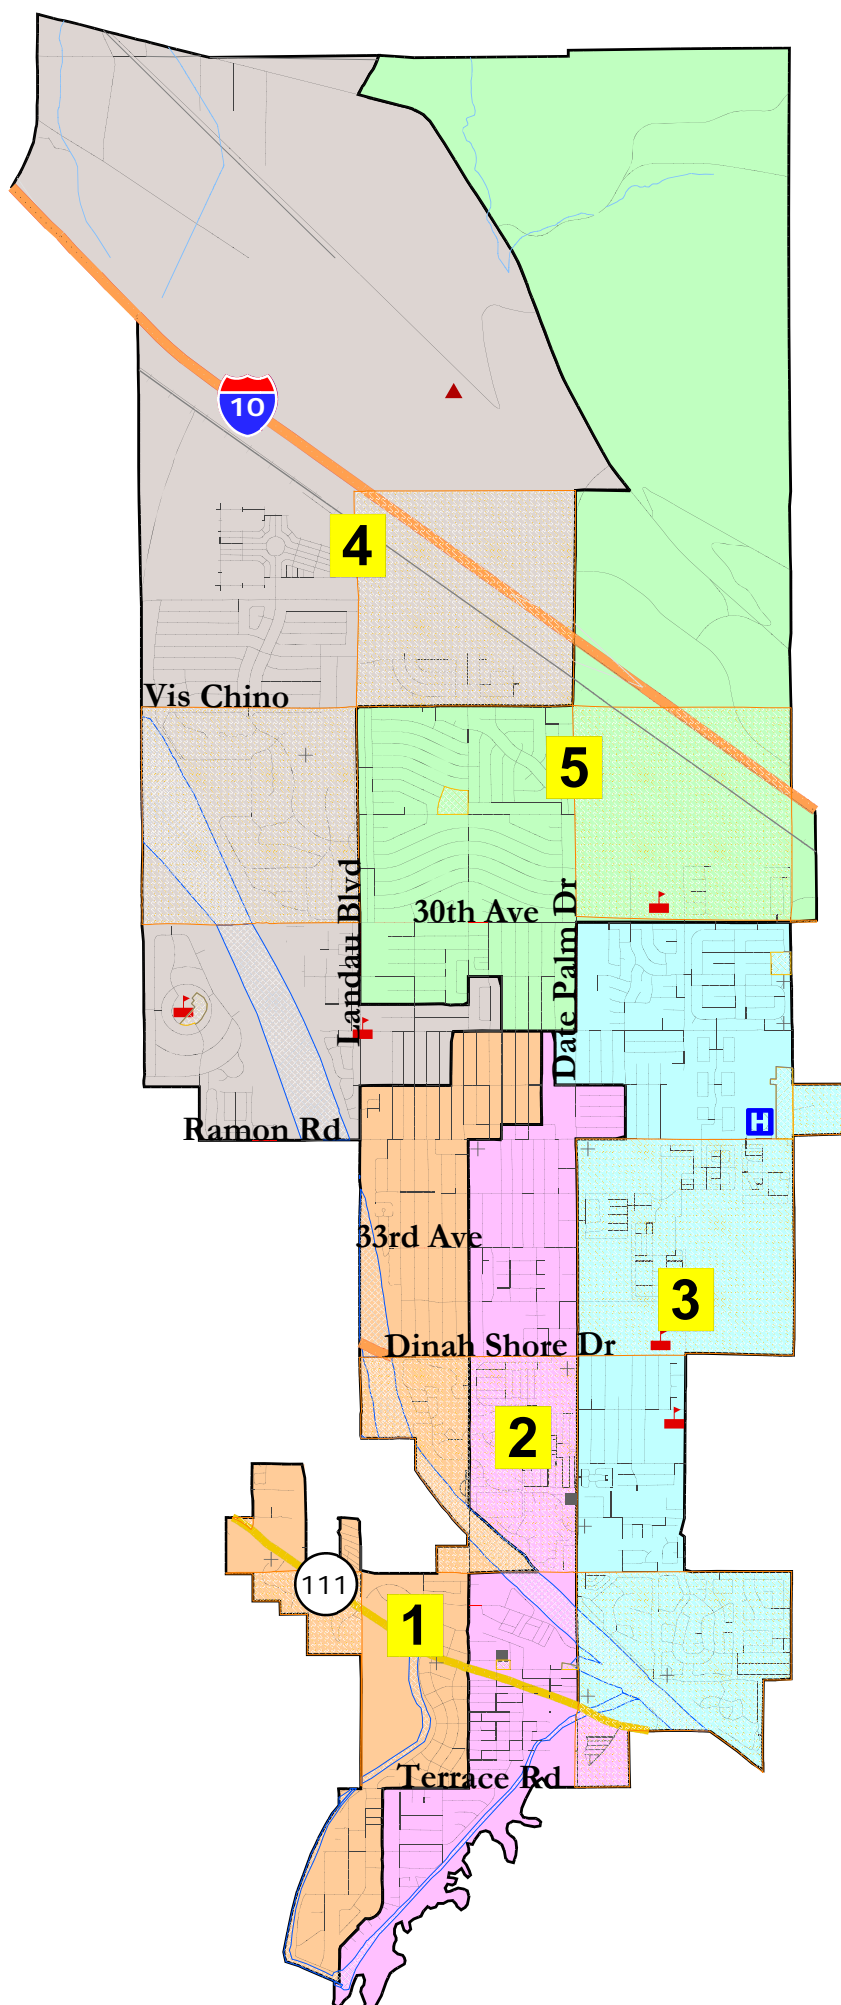 10
4
Vis Chino
5
Landau Blvd
30th Ave
Date Palm Dr
H
Ramon Rd
33rd Ave
3
Dinah Shore Dr
2
111
1
Terrace Rd